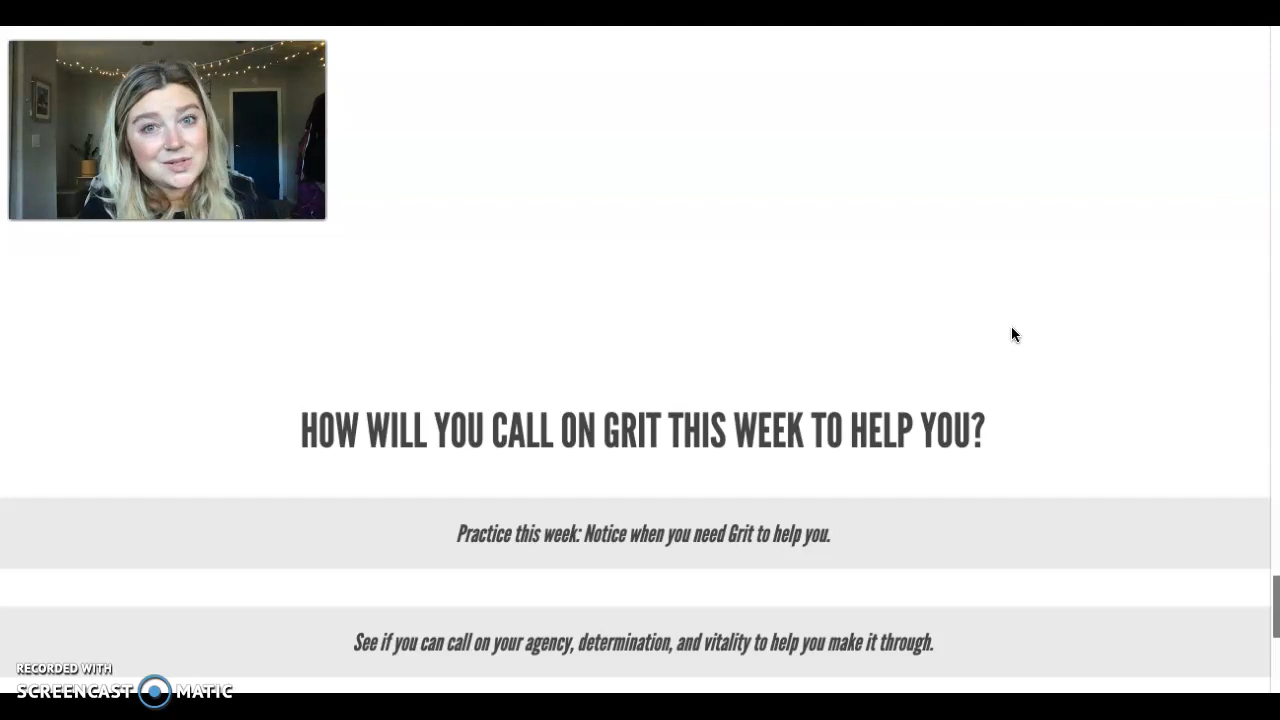 HOW WILL YOU CALL ON GRIT THIS WEEK TO HELP YOU?
Practice this week: Notice when you need Grit to help you.
See if you can call on your agency, determination, and vitality to help you make it through.
RECORDED WITH
SCREENCAST MATIC